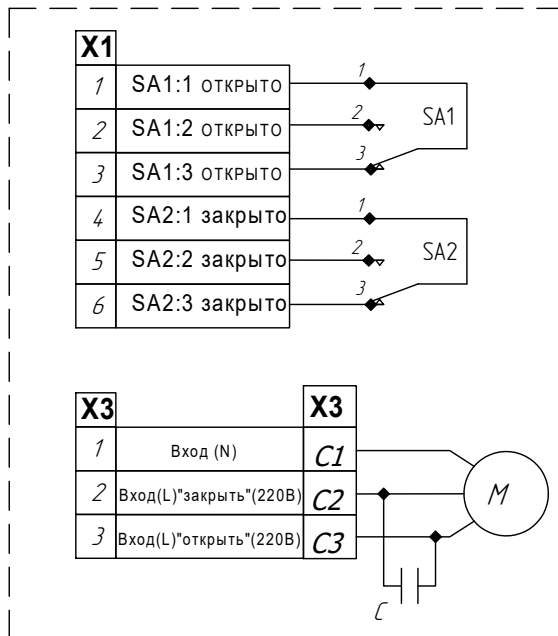 X1
1 SA1:1 открыто 1
2 SA1:2 открыто 2 SA1
3 SA1:3 открыто 3
4 SA2:1 закрыто 1
5 SA2:2 закрыто 2 SA2
6 SA2:3 закрыто 3
X3 X3
1 Вход (N) C1
2 Вход(L)"закрыть"(220В) C2 M
3 Вход(L)"открыть"(220В) C3
C